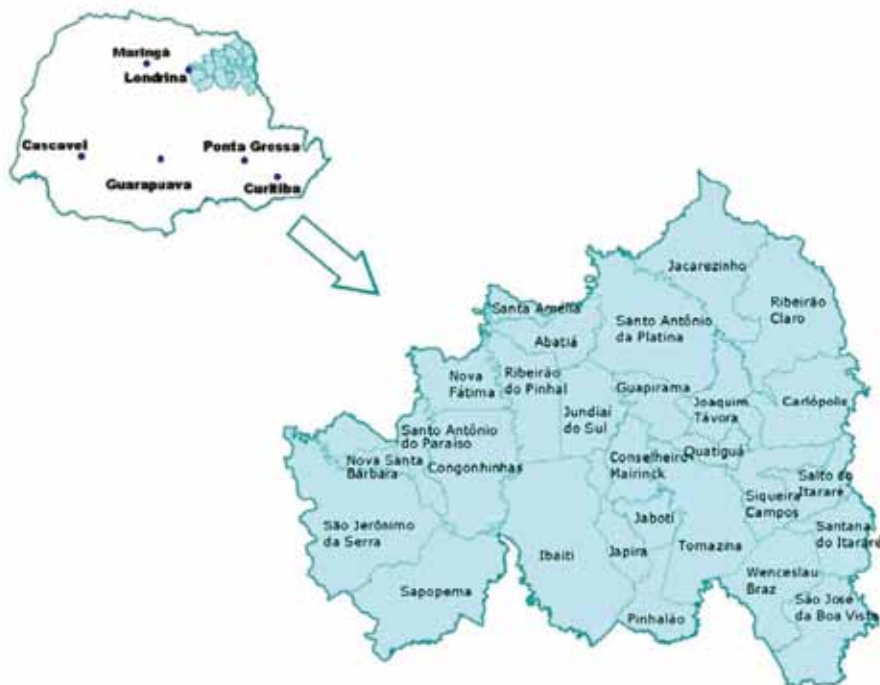 Maringá
Londrina
Cascavel
Ponta Grossa
Guarapuava
Curitiba
Jacarezinho
Ribeirão
Claro
Santa Amélia
Santo Antônio
da Platina
Abatiá
Ribeirão
do Pinhal
Nova
Fátima
Guapirama
Joaquim
Távora
Carlópolis
Jundiaí
do Sul
Santo Antônio
do Paraíso
Quatiguá
Nova Santa
Bárbara
Congonhinhas
Conselheiro
Mairinck
Salto do
Itararé
Siqueira
Campos
São Jerônimo
da Serra
Jaboti
Santana
do Itararé
Ibaiti
Japira
Tomazina
Wenceslau
Braz
Sapopema
São José
da Boa Vista
Pinhalão